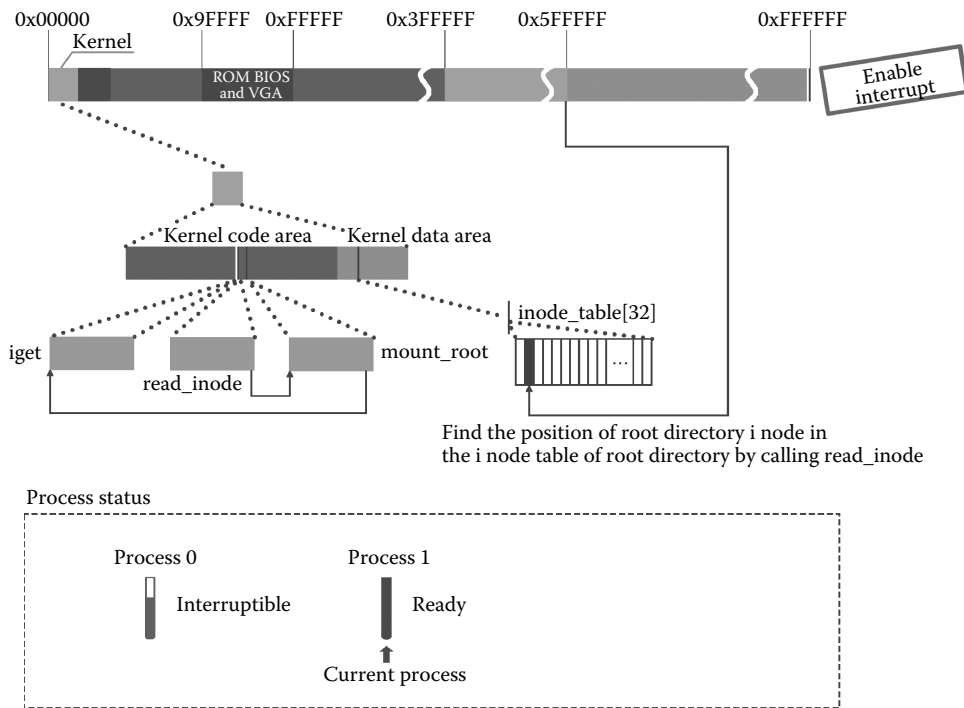 0x00000 0x9FFFF 0xFFFFF 0x3FFFFF 0x5FFFFF 0xFFFFFF
Kernel
ROM BIOS
and VGA
Enable
interrupt
Kernel code area Kernel data area
inode_table[32]
iget
read_inode
mount_root
...
Find the position of root directory i node in
the i node table of root directory by calling read_inode
Process status
Process 0 Process 1
Interruptible Ready
Current process